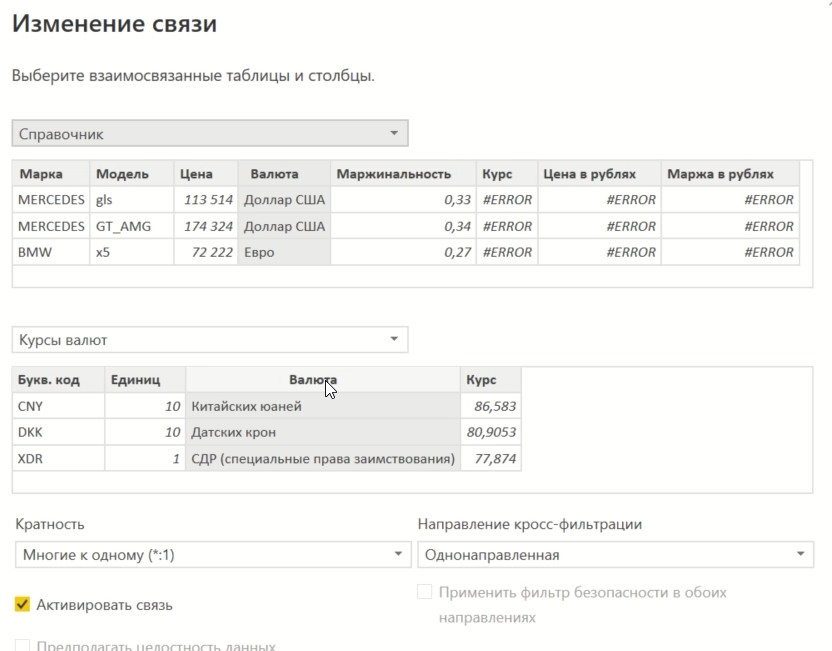 Изменение связи
Выберите взаимосвязанные таблицы и столбцы.
Справочник
Марка Модель Цена Валюта Маржинальность Курс Цена в рублях Маржа в рублях
MERCEDES gls 113 514 Доллар США 0,33 #ERROR #ERROR #ERROR
MERCEDES GT_AMG 174 324 Доллар США 0,34 #ERROR #ERROR #ERROR
BMW x5 72 222 Евро 0,27 #ERROR #ERROR #ERROR
Курсы валют
Букв. код Единиц Валюта Курс
CNY 10 Китайских юаней 86,583
DKK 10 Датских крон 80,9053
XDR 1 СДР (специальные права заимствования) 77,874
Кратность Направление кросс-фильтрации
Многие к одному (*:1) Однонаправленная
Активировать связь Применить фильтр безопасности в обоих
направлениях
Предполагать целостность данных